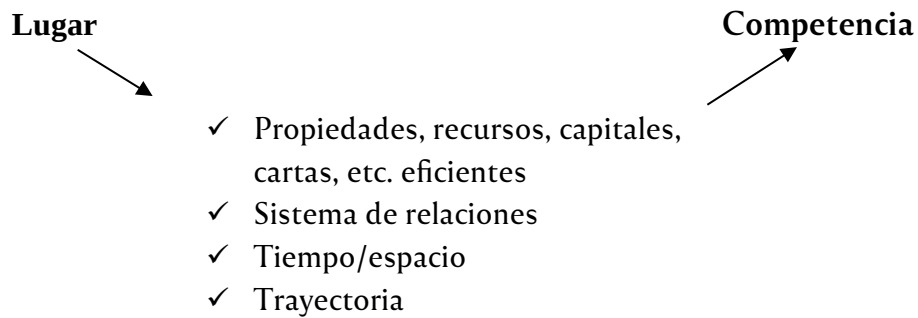 Lugar
Competencia
✓ Propiedades, recursos, capitales,
cartas, etc. eficientes
✓ Sistema de relaciones
✓ Tiempo/espacio
✓ Trayectoria